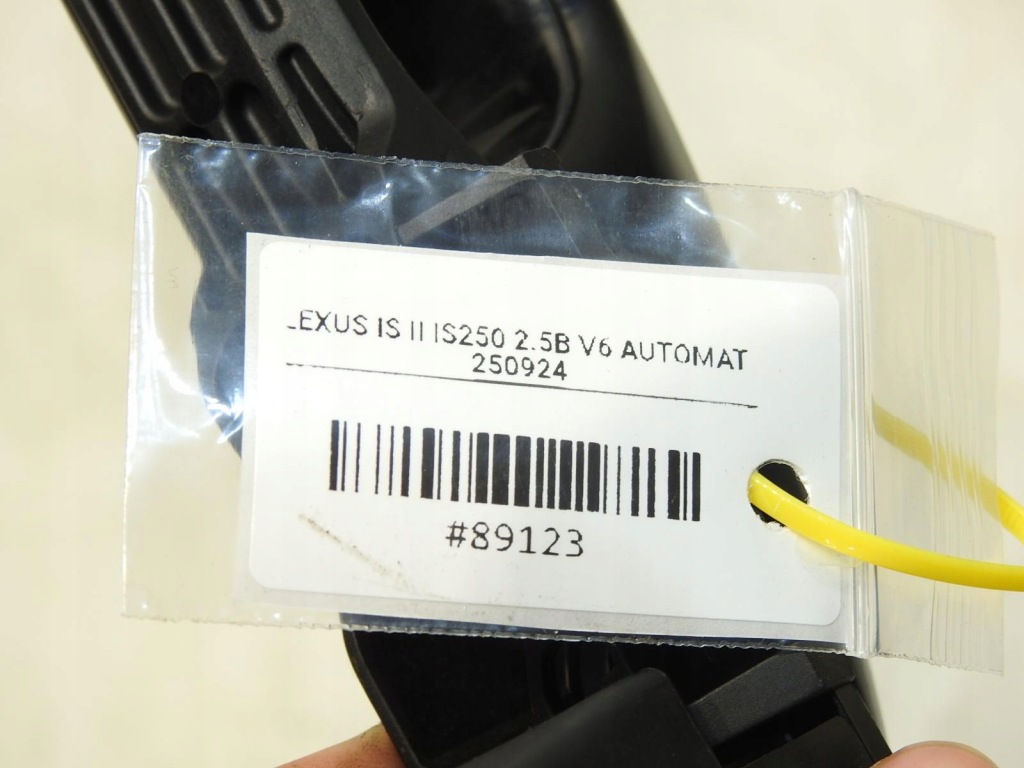 LEXUS IS II IS250 2.5B V6 AUTOMAT
250924
#89123